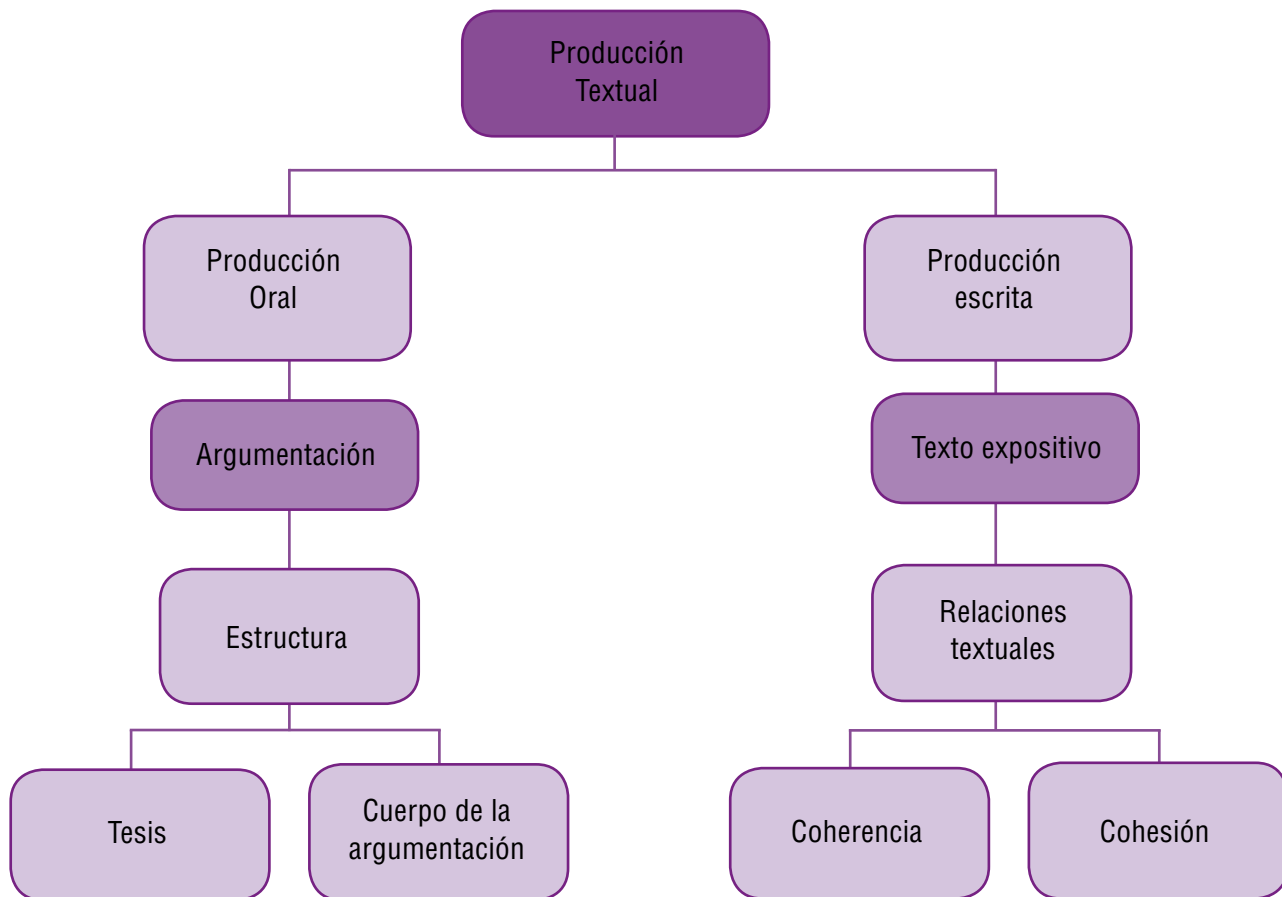 Producción
Textual
Producción
Oral
Producción
escrita
Argumentación
Texto expositivo
Estructura
Relaciones
textuales
Tesis
Cuerpo de la
argumentación
Coherencia
Cohesión